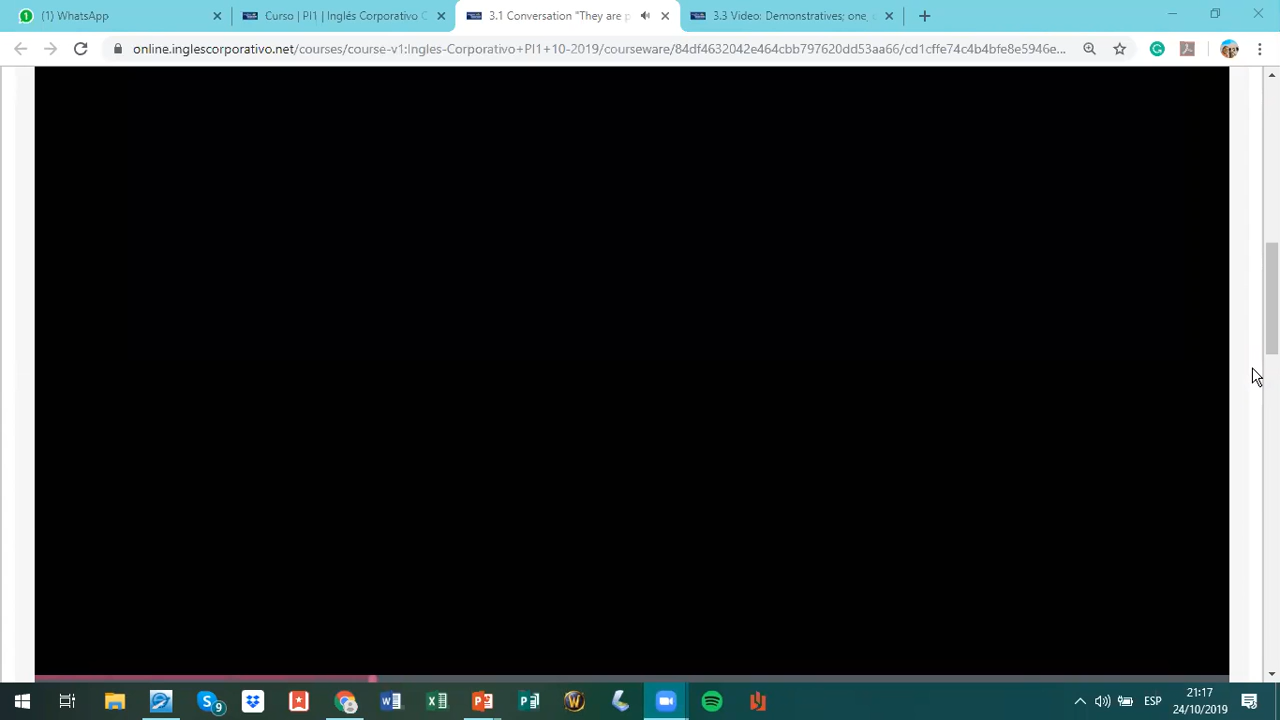 (1) WhatsApp
Curso | PI1 | Inglés Corporativo C
3.1 Conversation "They are p
3.3 Video: Demonstratives; one,
online.inglescorporativo.net/courses/course-v1:Ingles-Corporativo+PI1+10-2019/courseware/84df4632042e464cbb797620dd53aa66/cd1cffe74c4b4bfe8e5946e...
9
ESP
21:17
24/10/2019